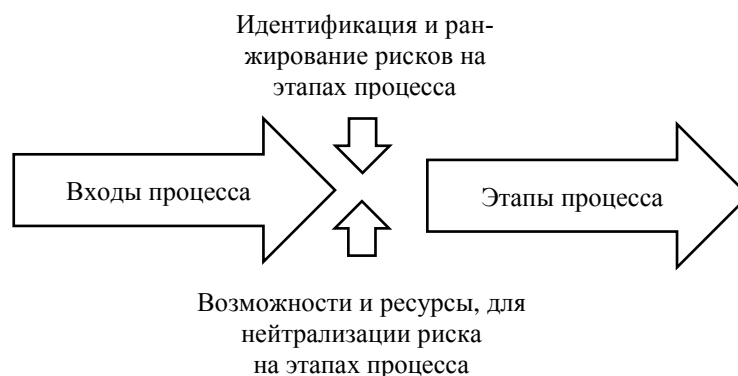 Идентификация и ран-
жирование рисков на
этапах процесса
Входы процесса
Этапы процесса
Возможности и ресурсы, для
нейтрализации риска
на этапах процесса